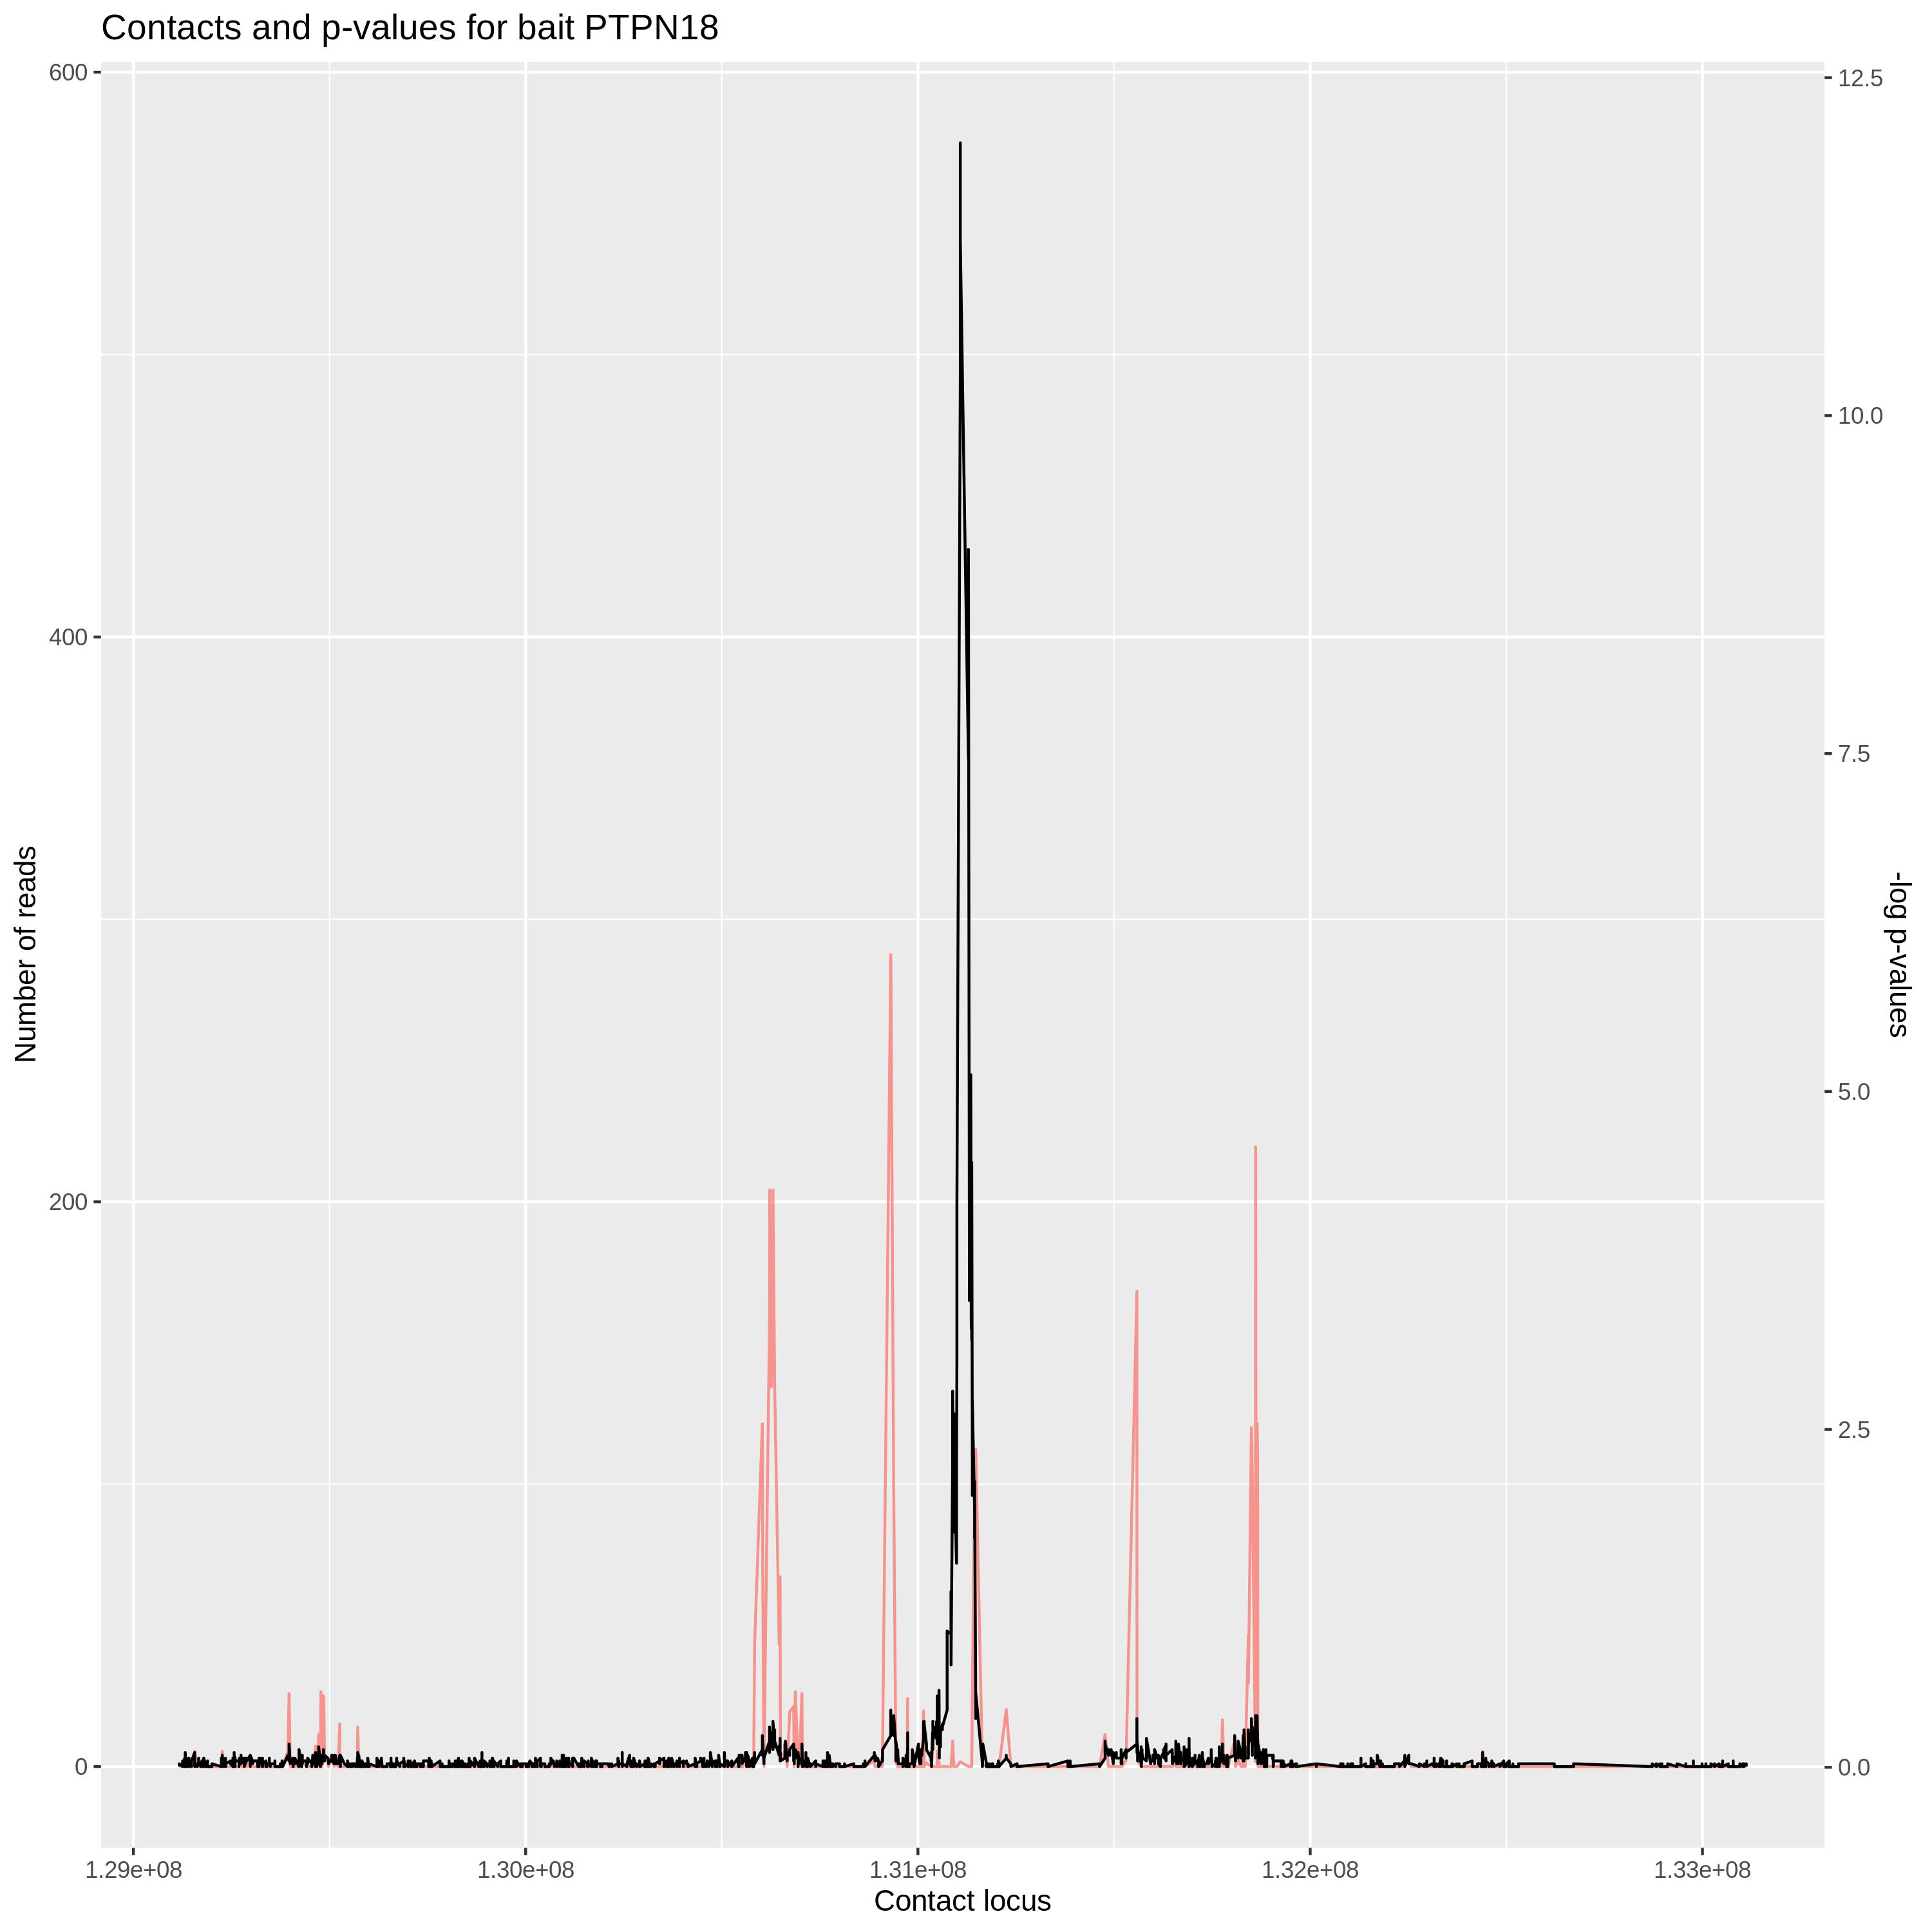 Contacts and p-values for bait PTPN18
600
400
200
0
Number of reads
12.5
10.0
7.5
5.0
2.5
0.0
-log p-values
1.29e+08
1.30e+08
1.31e+08
1.32e+08
1.33e+08
Contact locus